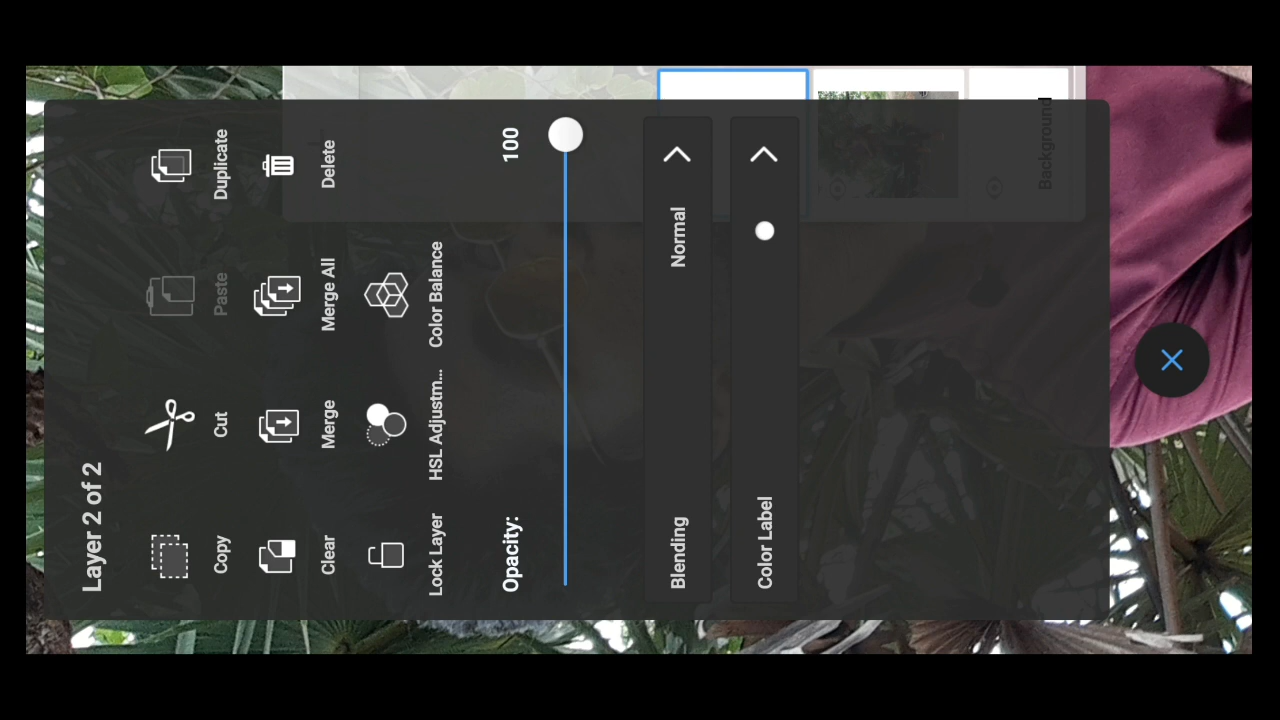 Layer 2 of 2
Copy
Cut
Paste
Duplicate
Clear
Merge
Merge All
Delete
Lock Layer
HSL Adjustm...
Color Balance
Opacity:
100
Blending
Normal
Color Label
Background